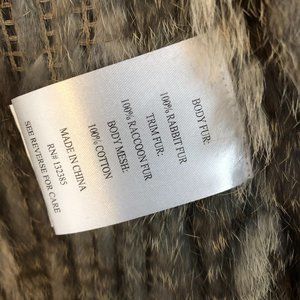 BODY FUR:
100% RABBIT FUR
TRIM FUR:
100% RACCOON FUR
BODY MESH:
100% COTTON
MADE IN CHINA
RN# 132385
SEE REVERSE FOR CARE